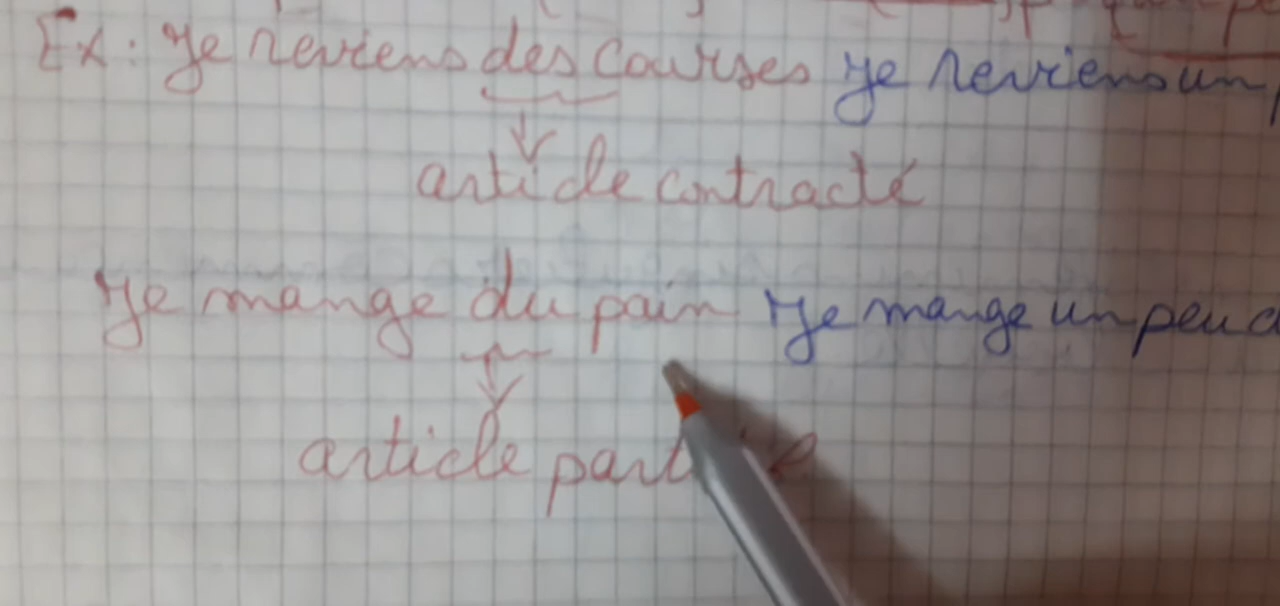 Ex: Je reviens des courses Je reviens un
article contracté
Je mange du pain Je mange un peu
article